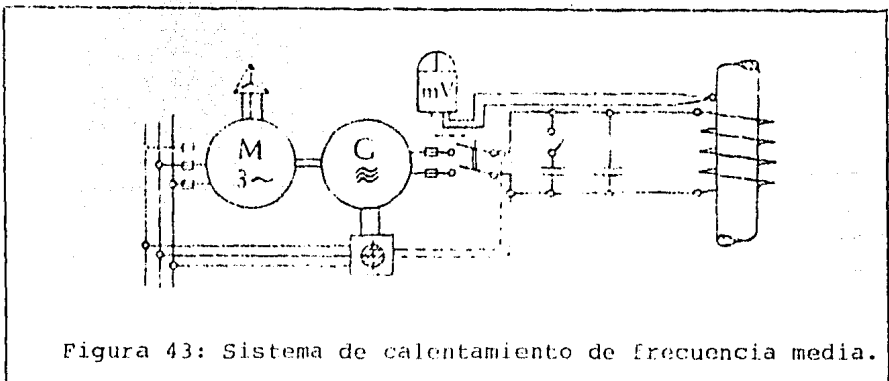 mV
M
3~
G
Figura 43: Sistema de calentamiento de frecuencia media.